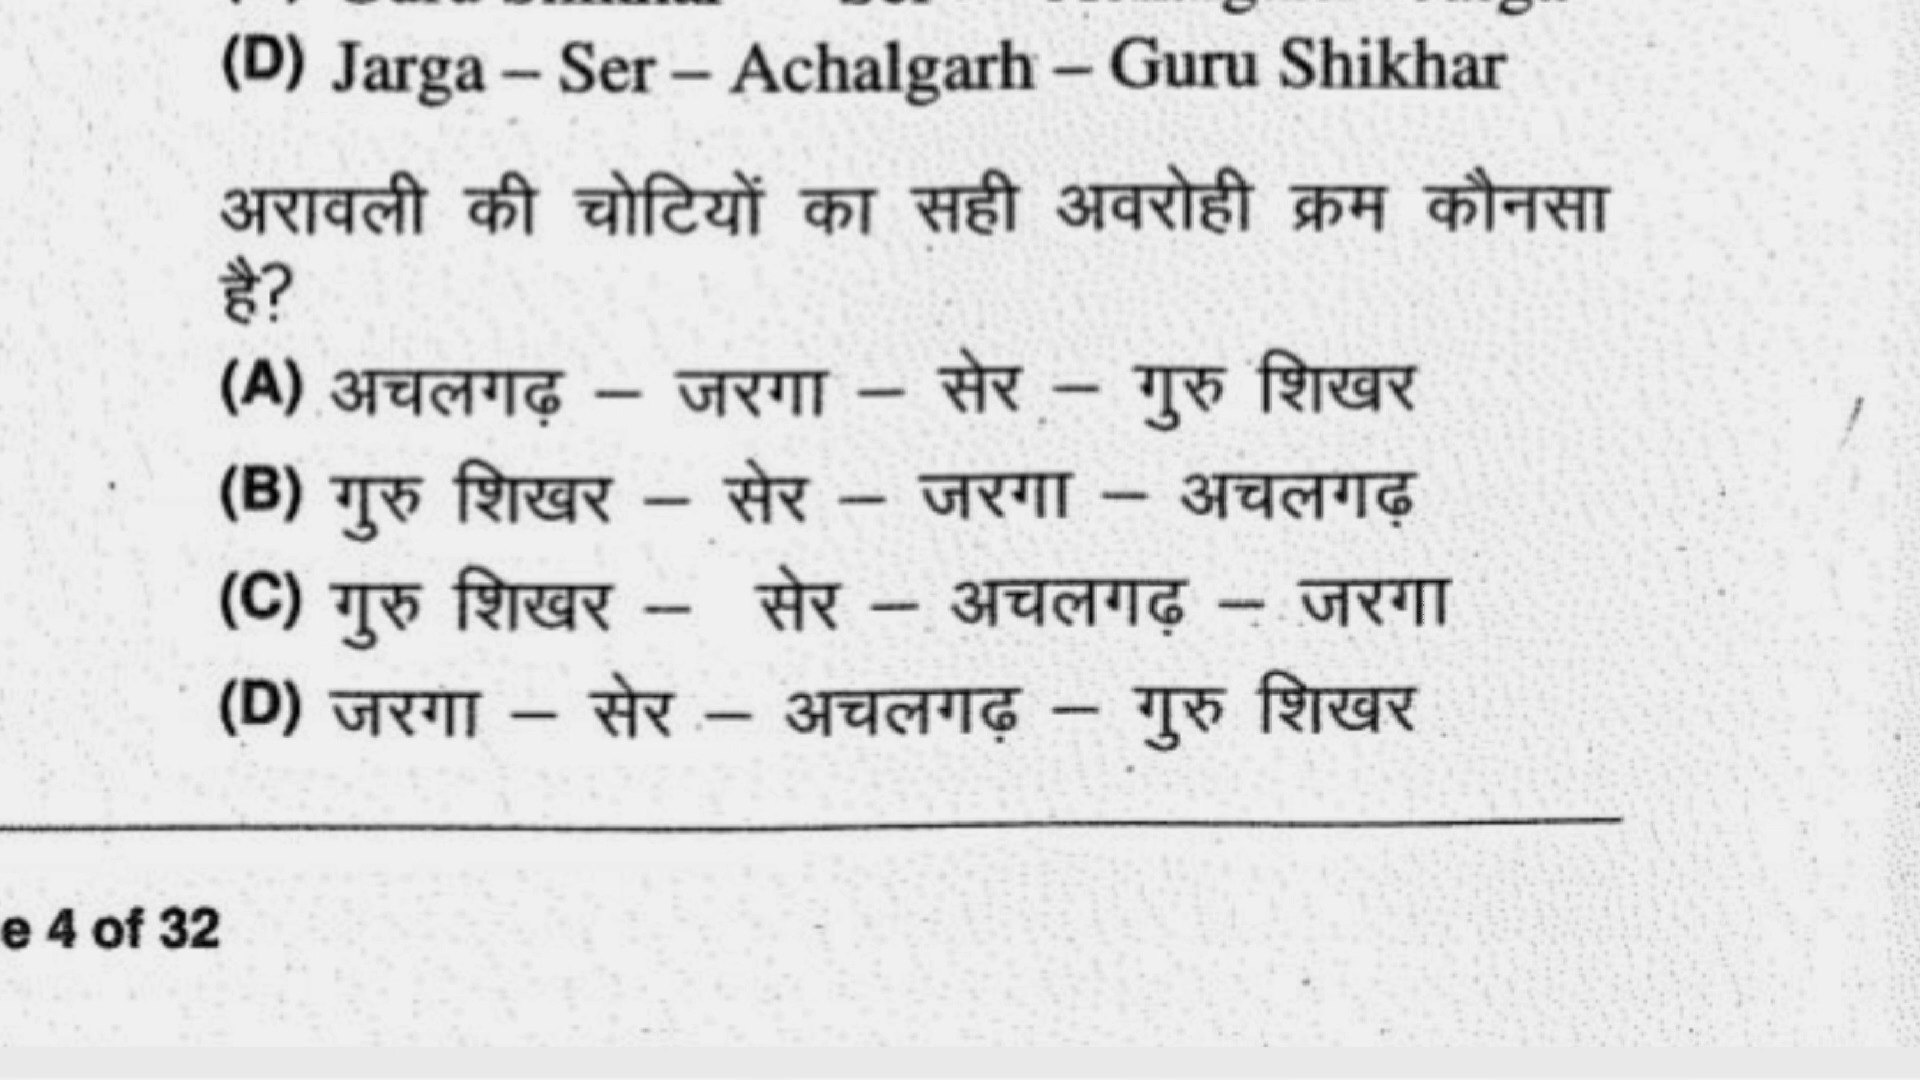 (D) Jarga – Ser – Achalgarh – Guru Shikhar
अरावली की चोटियों का सही अवरोही क्रम कौनसा
है?
(A) अचलगढ़ – जरगा – सेर – गुरु शिखर
(B) गुरु शिखर – सेर – जरगा – अचलगढ़
(C) गुरु शिखर – सेर – अचलगढ़ – जरगा
(D) जरगा – सेर – अचलगढ़ – गुरु शिखर
e 4 of 32